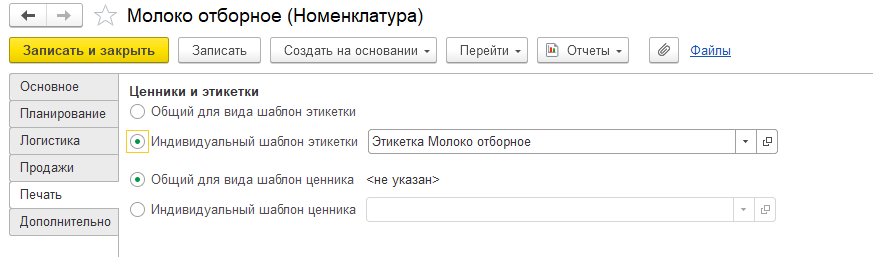 Молоко отборное (Номенклатура)
Записать и закрыть Записать Создать на основании Перейти Отчеты Файлы
Основное
Планирование
Логистика
Продажи
Печать
Дополнительно
Ценники и этикетки
Общий для вида шаблон этикетки
Индивидуальный шаблон этикетки Этикетка Молоко отборное
Общий для вида шаблон ценника <не указан>
Индивидуальный шаблон ценника